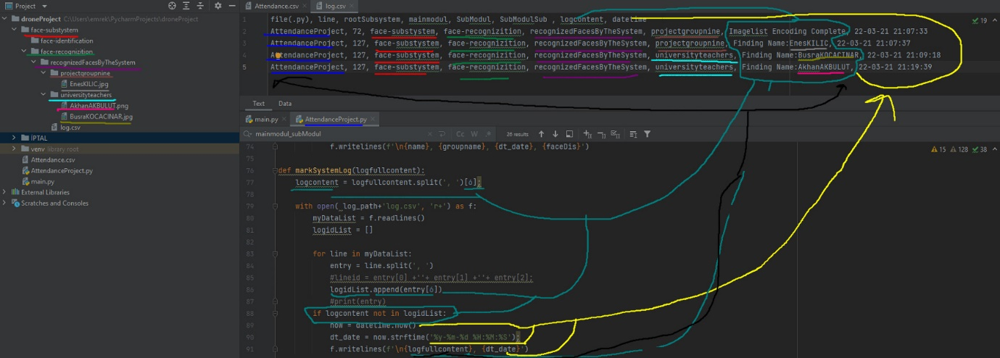 Project
Attendance.csv
log.csv
droneProject C:\Users\emrek\PycharmProjects\droneProject
face-substystem
face-identification
face-recognizition
recognizedFacesByTheSystem
projectgroupnine
EnesKILIC.jpg
universityteachers
AkhanAKBULUT.png
BusraKOCACINAR.jpg
log.csv
İPTAL
venv library root
Attendance.csv
AttendanceProject.py
main.py
External Libraries
Scratches and Consoles
1 file(.py), line, rootSubsystem, mainmodul, SubModul, SubModulSub , logcontent, datetime
19
2 AttendanceProject, 72, face-substystem, face-recognizition, recognizedFacesByTheSystem, projectgroupnine, Imagelist Encoding Complete, 22-03-21 21:07:33
3 AttendanceProject, 127, face-substystem, face-recognizition, recognizedFacesByTheSystem, projectgroupnine, Finding Name:EnesKILIC, 22-03-21 21:07:37
4 AttendanceProject, 127, face-substystem, face-recognizition, recognizedFacesByTheSystem, universityteachers, Finding Name:BusraKOCACINAR, 22-03-21 21:09:18
5 AttendanceProject, 127, face-substystem, face-recognizition, recognizedFacesByTheSystem, universityteachers, Finding Name:AkhanAKBULUT, 22-03-21 21:19:39
Text Data
main.py AttendanceProject.py
mainmodul_subModul Cc W .* 26 results
15 128 38
74 f.writelines(f'\n{name}, {groupname}, {dt_date}, {faceDis}')
75
76 def markSystemLog(logfullcontent):
77 logcontent = logfullcontent.split(', ')[6];
78
79 with open(_log_path+'log.csv', 'r+') as f:
80 myDataList = f.readlines()
81 logidList = []
82
83 for line in myDataList:
84 entry = line.split(', ')
85 #lineid = entry[0] +''+ entry[1] +''+ entry[2];
86 logidList.append(entry[6])
87 #print(entry)
88 if logcontent not in logidList:
89 now = datetime.now()
90 dt_date = now.strftime('%y-%m-%d %H:%M:%S');
91 f.writelines(f'\n{logfullcontent}, {dt_date}')